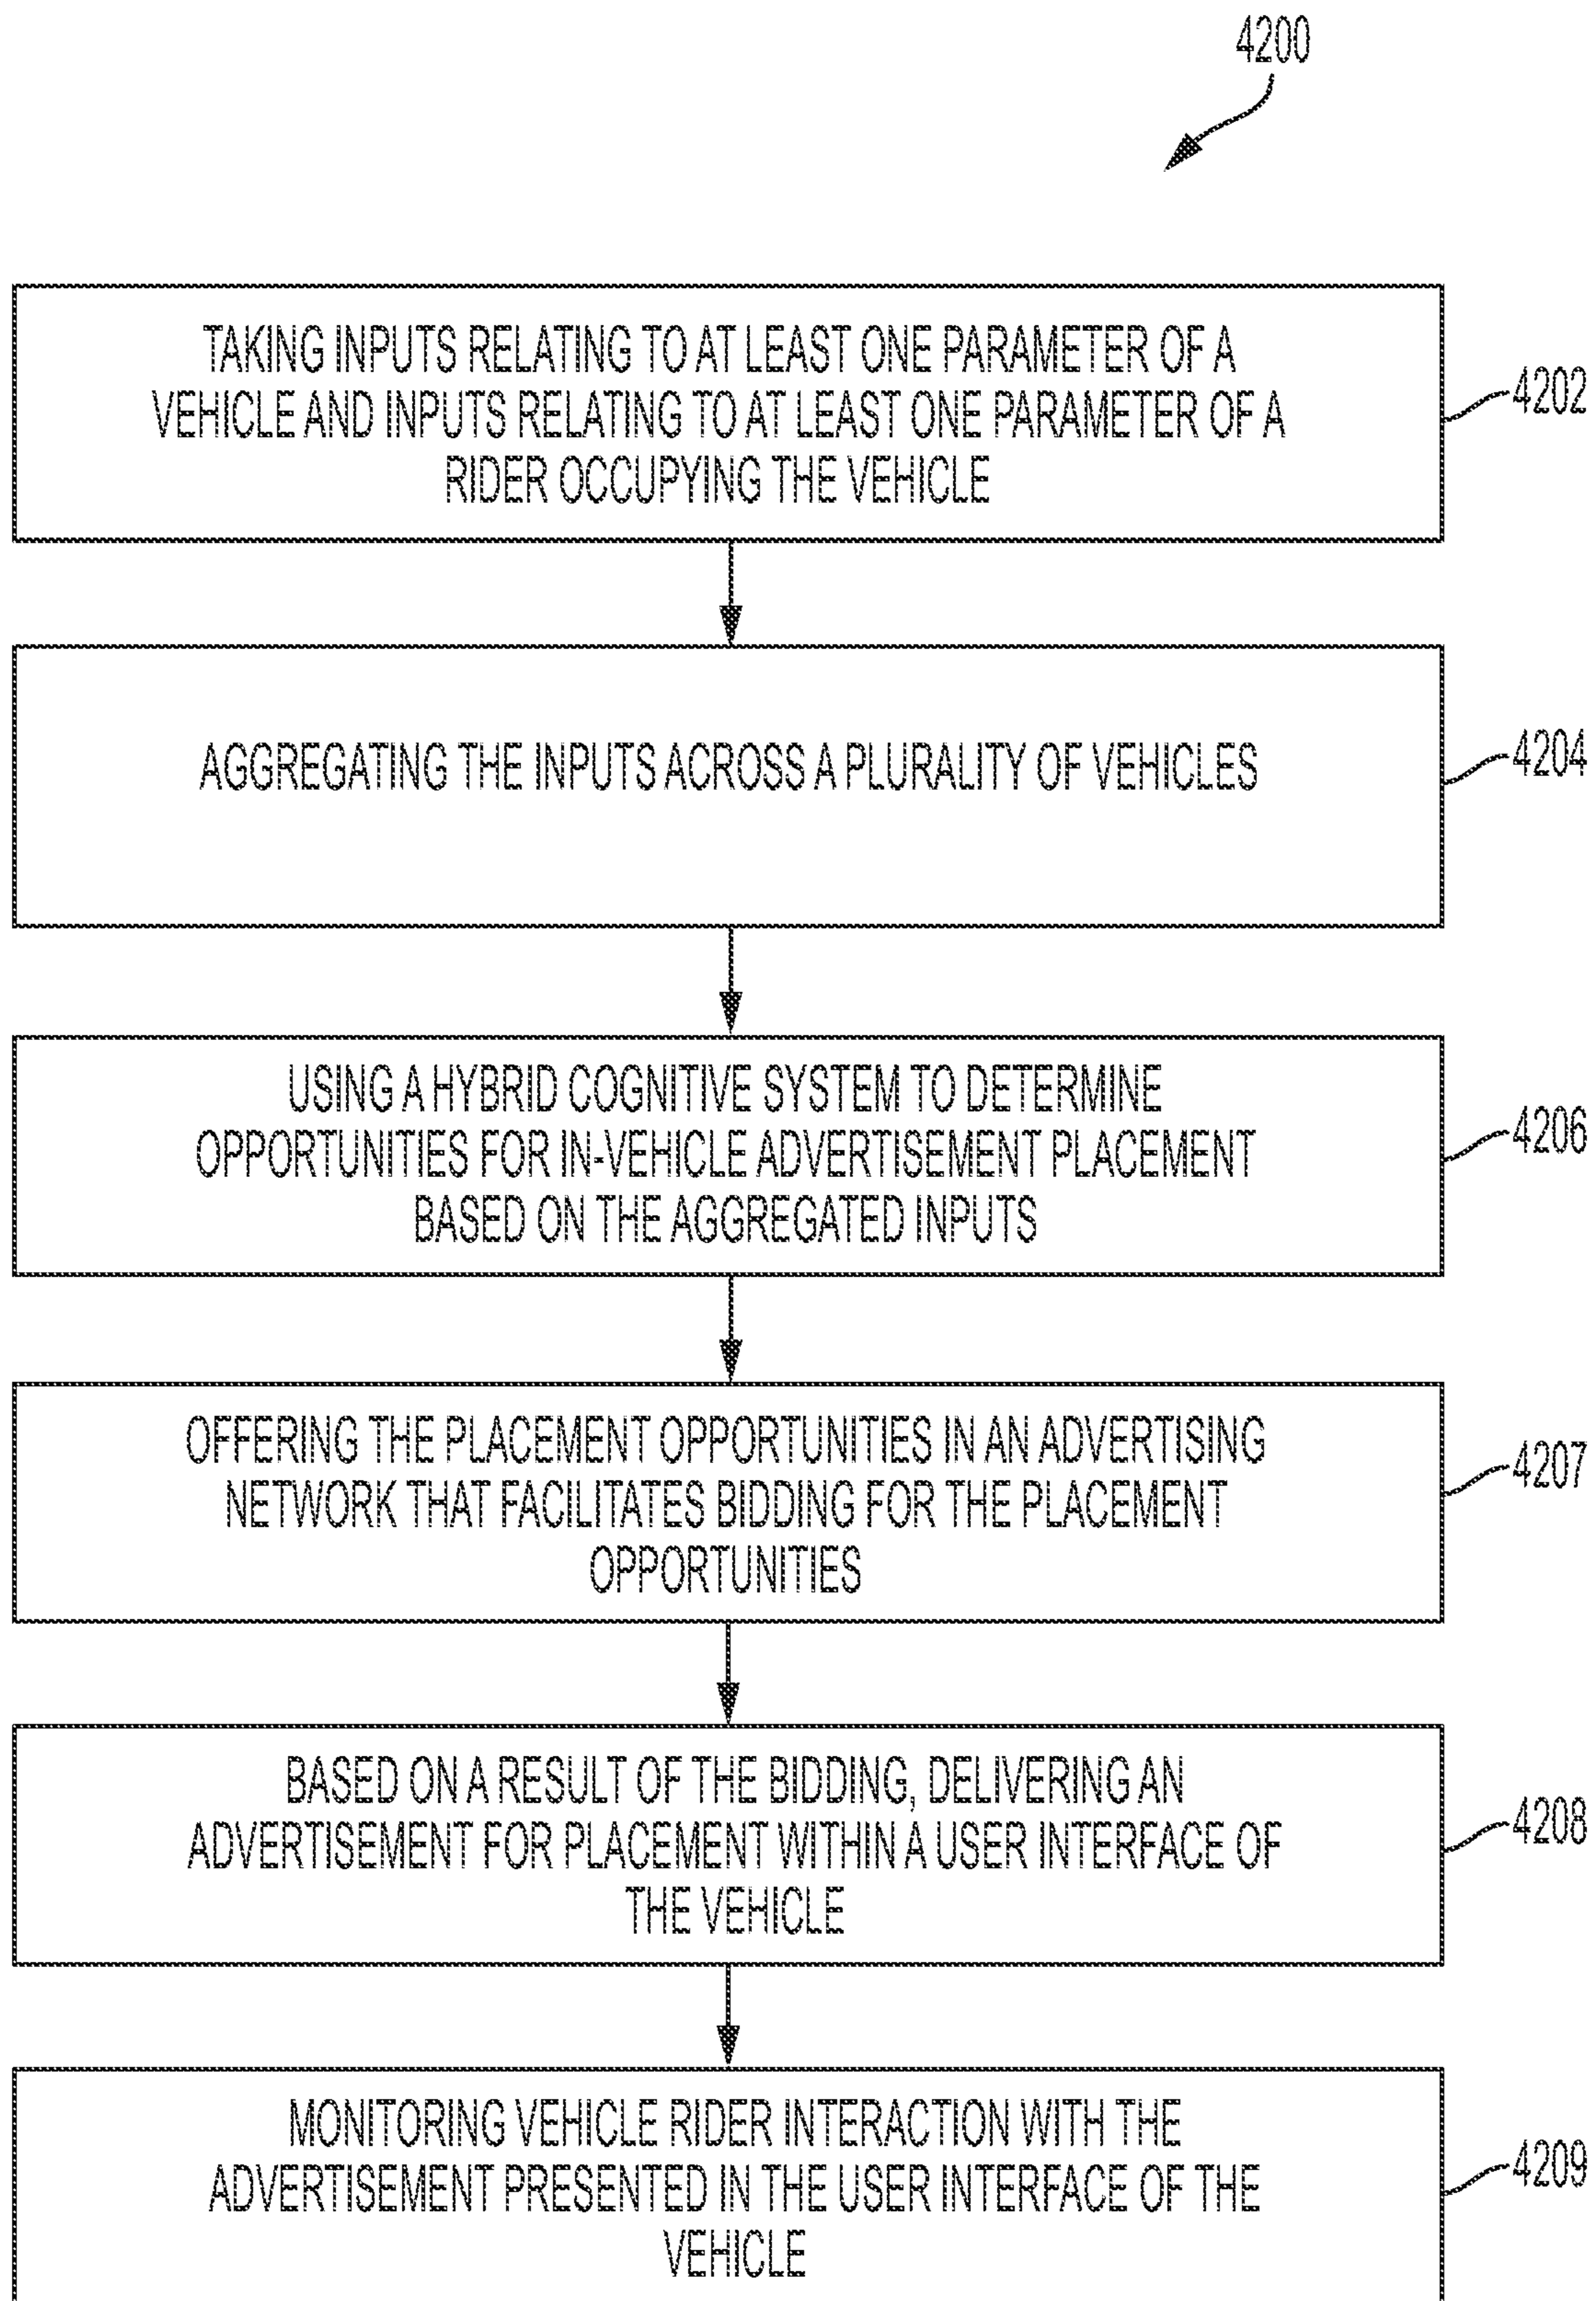 4200
TAKING INPUTS RELATING TO AT LEAST ONE PARAMETER OF A
VEHICLE AND INPUTS RELATING TO AT LEAST ONE PARAMETER OF A
RIDER OCCUPYING THE VEHICLE
4202
AGGREGATING THE INPUTS ACROSS A PLURALITY OF VEHICLES
4204
USING A HYBRID COGNITIVE SYSTEM TO DETERMINE
OPPORTUNITIES FOR IN-VEHICLE ADVERTISEMENT PLACEMENT
BASED ON THE AGGREGATED INPUTS
4206
OFFERING THE PLACEMENT OPPORTUNITIES IN AN ADVERTISING
NETWORK THAT FACILITATES BIDDING FOR THE PLACEMENT
OPPORTUNITIES
4207
BASED ON A RESULT OF THE BIDDING, DELIVERING AN
ADVERTISEMENT FOR PLACEMENT WITHIN A USER INTERFACE OF
THE VEHICLE
4208
MONITORING VEHICLE RIDER INTERACTION WITH THE
ADVERTISEMENT PRESENTED IN THE USER INTERFACE OF THE
VEHICLE
4209